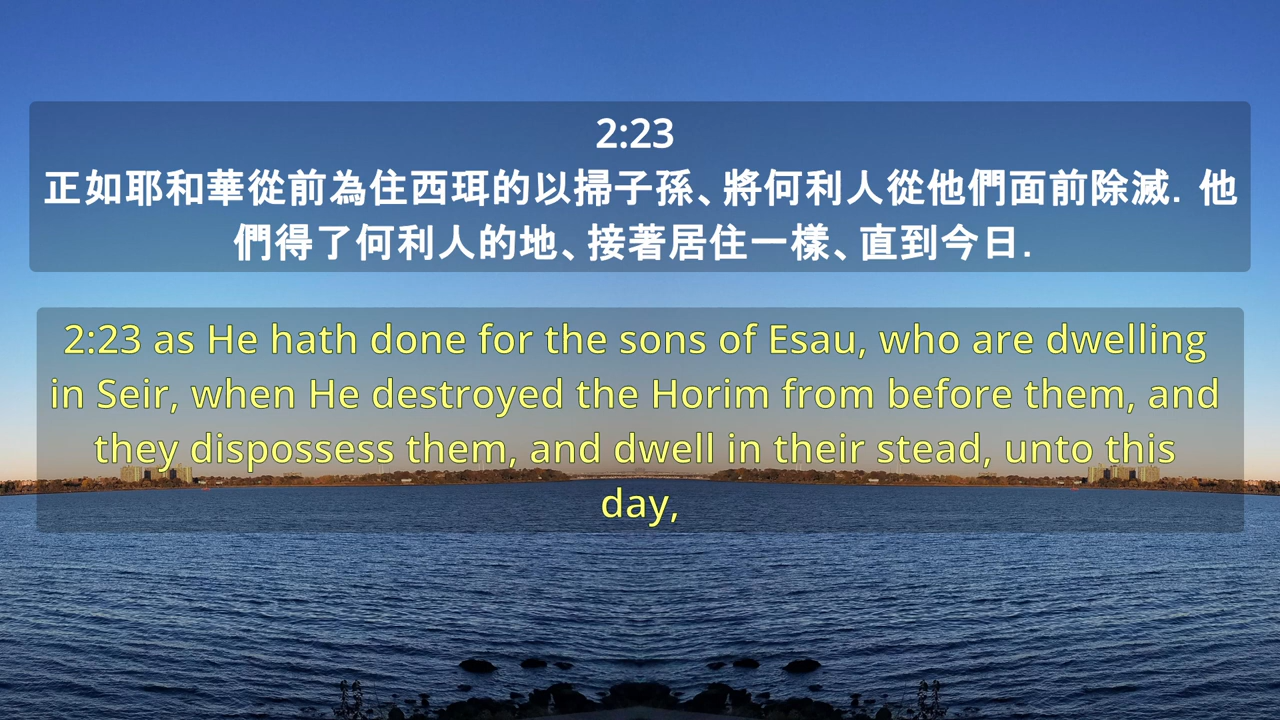 2:23
正如耶和華從前為住西珥的以掃子孫、將何利人從他們面前除滅．他
們得了何利人的地、接著居住一樣、直到今日．
2:23 as He hath done for the sons of Esau, who are dwelling
in Seir, when He destroyed the Horim from before them, and
they dispossess them, and dwell in their stead, unto this
day,